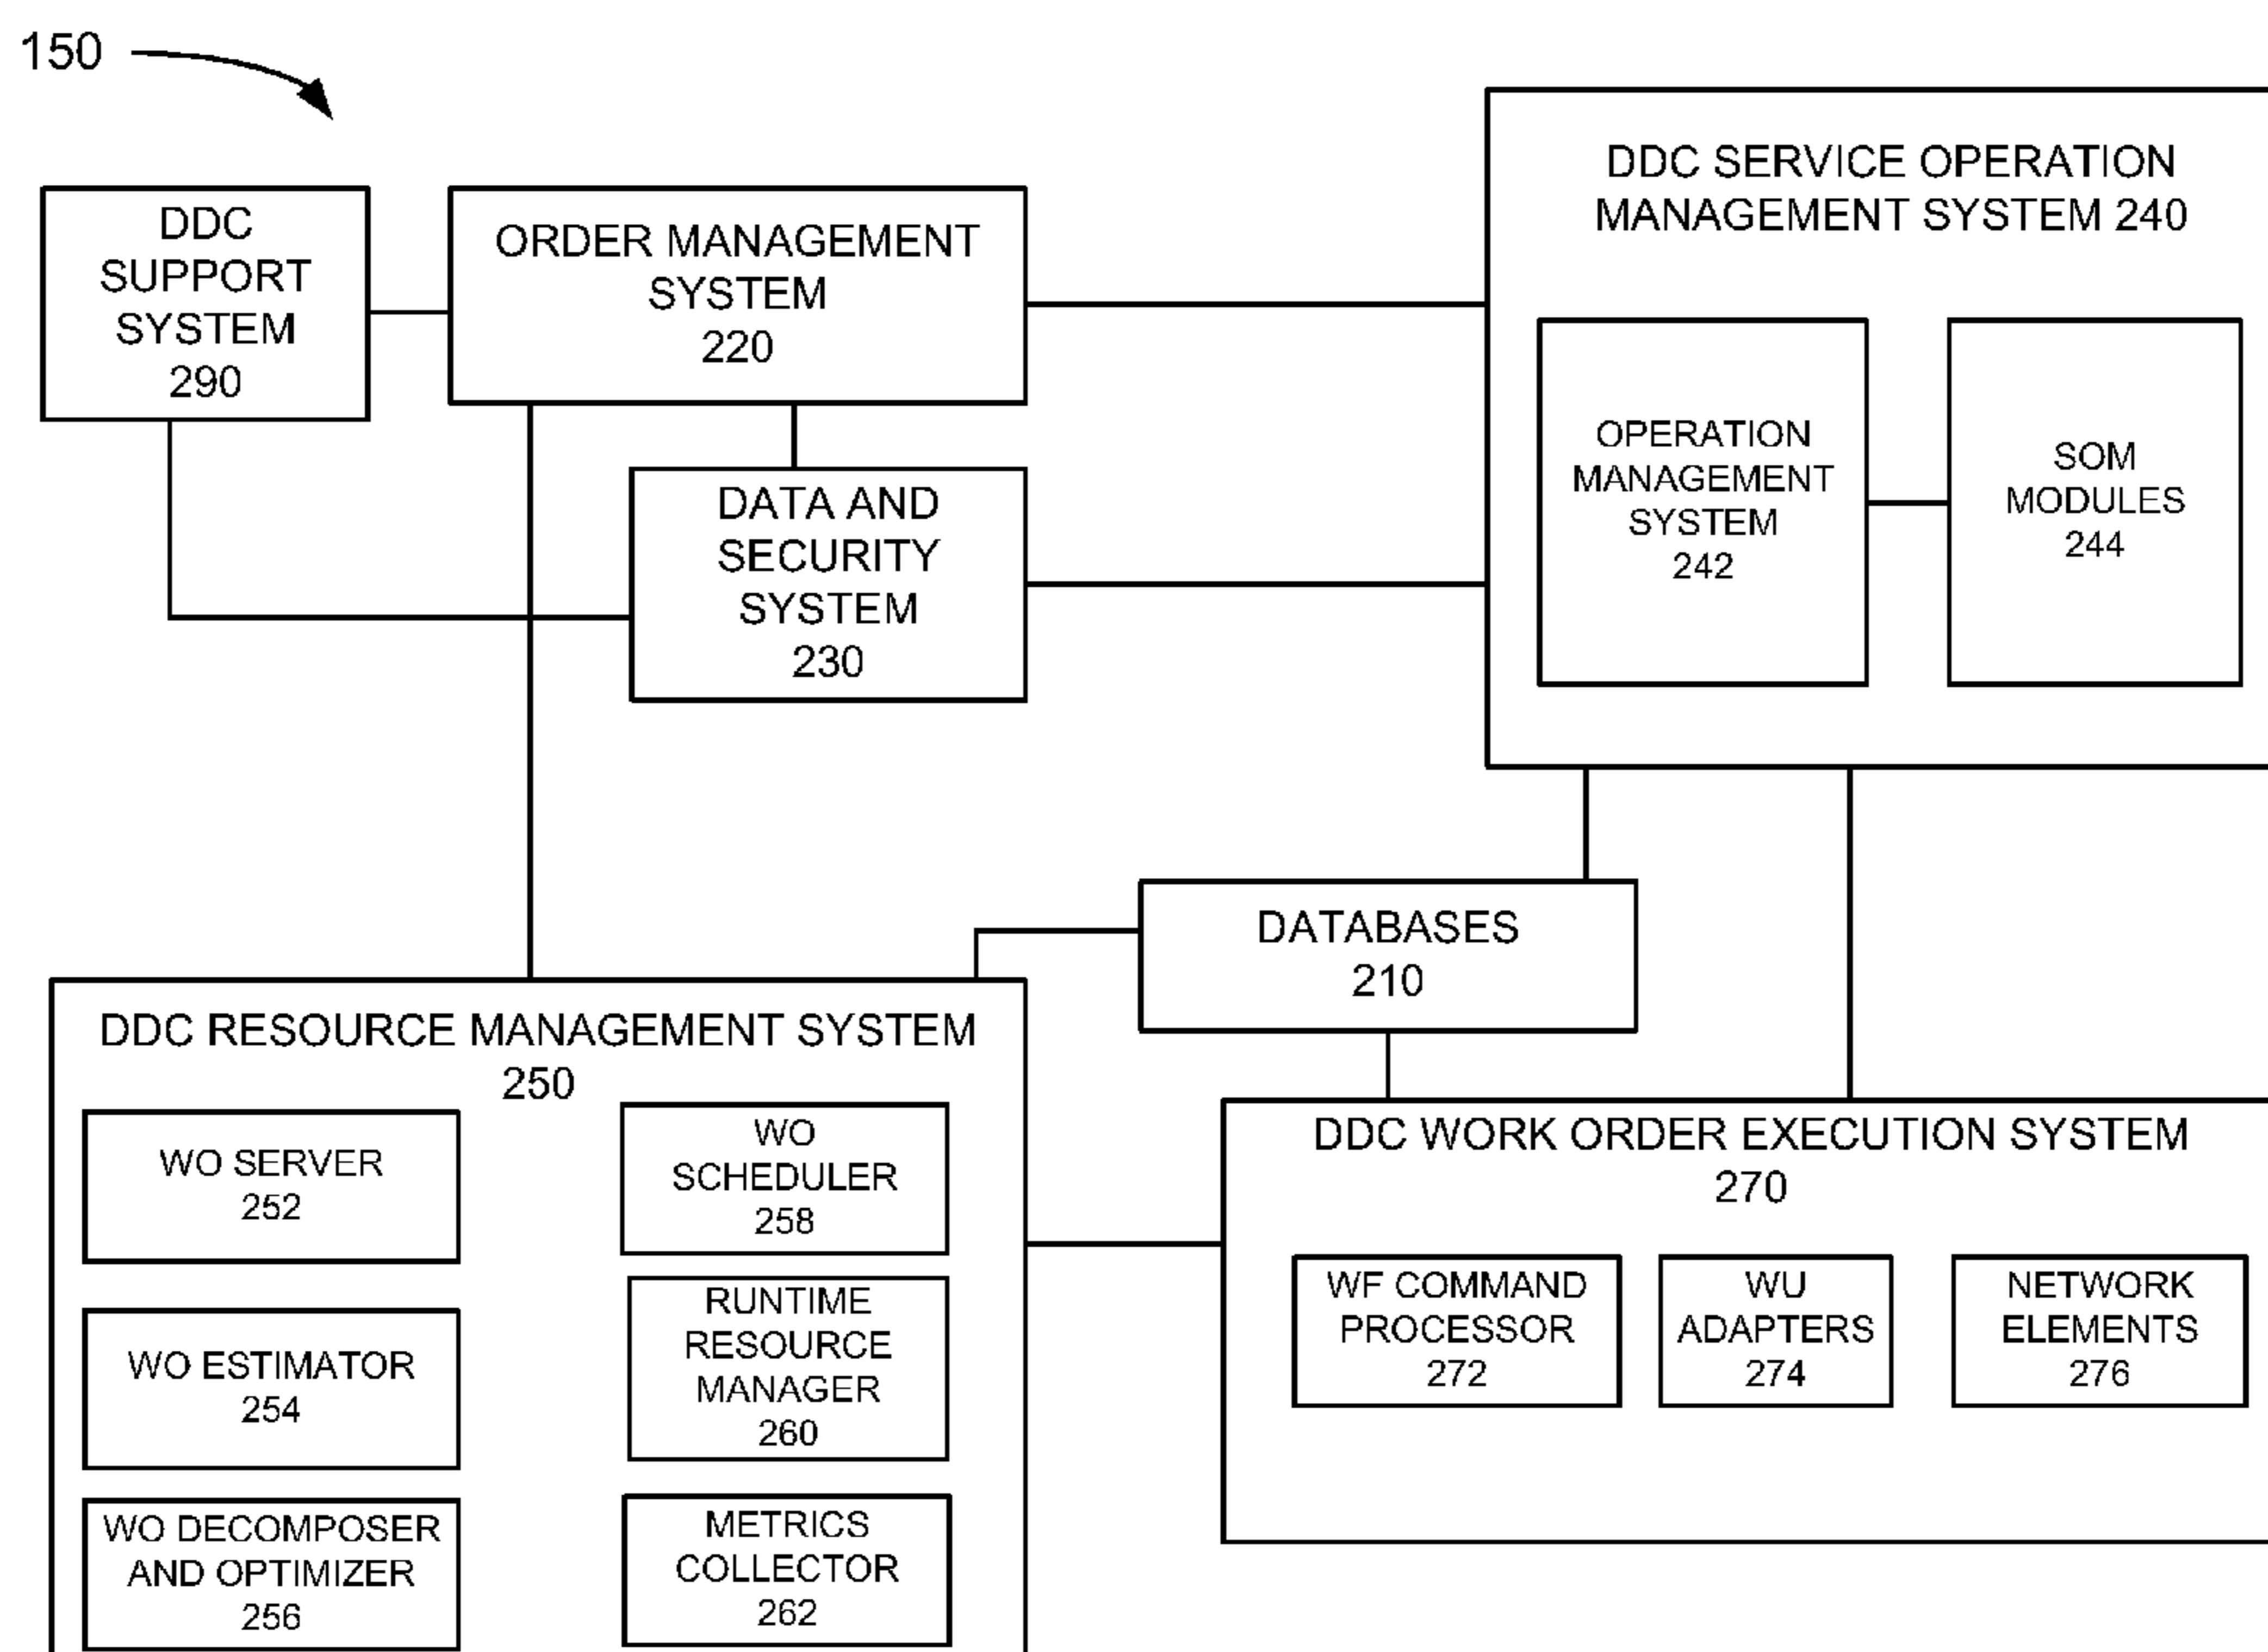 150
DDC
SUPPORT
SYSTEM
290
ORDER MANAGEMENT
SYSTEM
220
DATA AND
SECURITY
SYSTEM
230
DDC SERVICE OPERATION
MANAGEMENT SYSTEM 240
OPERATION
MANAGEMENT
SYSTEM
242
SOM
MODULES
244
DATABASES
210
DDC RESOURCE MANAGEMENT SYSTEM
250
WO SERVER
252
WO ESTIMATOR
254
WO DECOMPOSER
AND OPTIMIZER
256
WO
SCHEDULER
258
RUNTIME
RESOURCE
MANAGER
260
METRICS
COLLECTOR
262
DDC WORK ORDER EXECUTION SYSTEM
270
WF COMMAND
PROCESSOR
272
WU
ADAPTERS
274
NETWORK
ELEMENTS
276